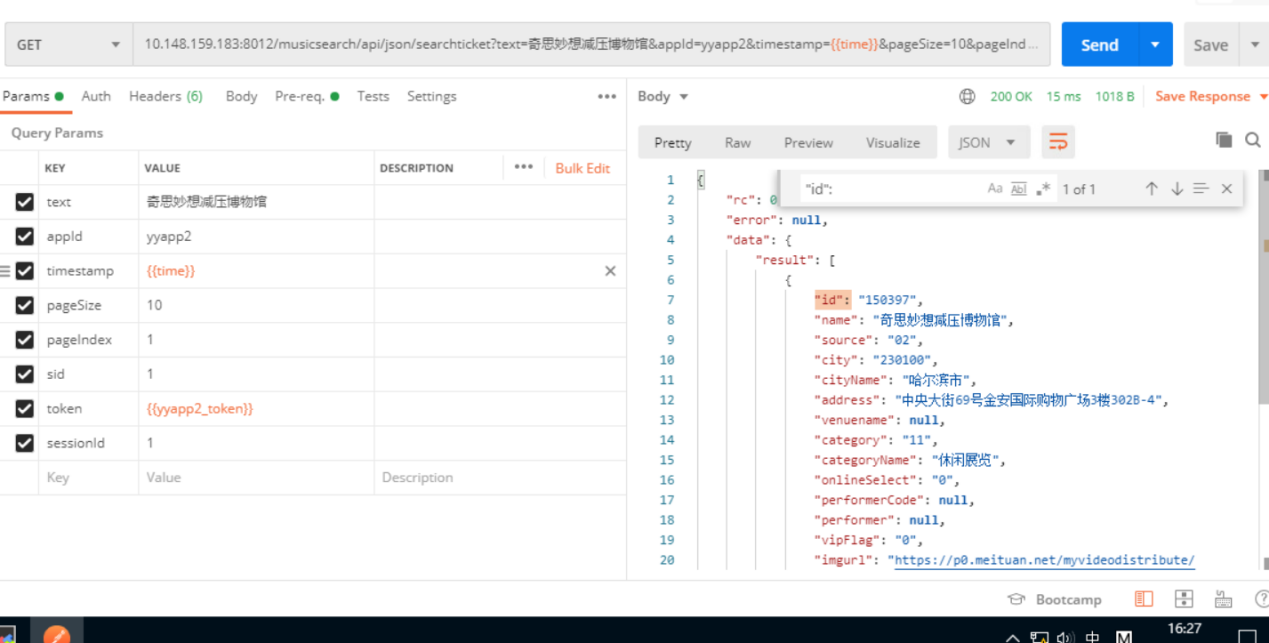 GET
10.148.159.183:8012/musicsearch/api/json/searchticket?text=奇思妙想减压博物馆&appId=yyapp2&timestamp={{time}}&pageSize=10&pageInd ...
Send
Save
Params
Auth
Headers (6)
Body
Pre-req.
Tests
Settings
Body
200 OK
15 ms
1018 B
Save Response
Query Params
Pretty
Raw
Preview
Visualize
JSON
KEY
VALUE
DESCRIPTION
Bulk Edit
text
奇思妙想减压博物馆
appId
yyapp2
timestamp
{{time}}
pageSize
10
pageIndex
1
sid
1
token
{{yyapp2_token}}
sessionId
1
Key
Value
Description
"id":
Aa
Abl
.*
1 of 1
1 {
2 "rc": 0
3 "error": null,
4 "data": {
5 "result": [
6 {
7 "id": "150397",
8 "name": "奇思妙想减压博物馆",
9 "source": "02",
10 "city": "230100",
11 "cityName": "哈尔滨市",
12 "address": "中央大街69号金安国际购物广场3楼302B-4",
13 "venuename": null,
14 "category": "11",
15 "categoryName": "休闲展览",
16 "onlineSelect": "0",
17 "performerCode": null,
18 "performer": null,
19 "vipFlag": "0",
20 "imgurl": "https://p0.meituan.net/myvideodistribute/
Bootcamp
中
M
16:27